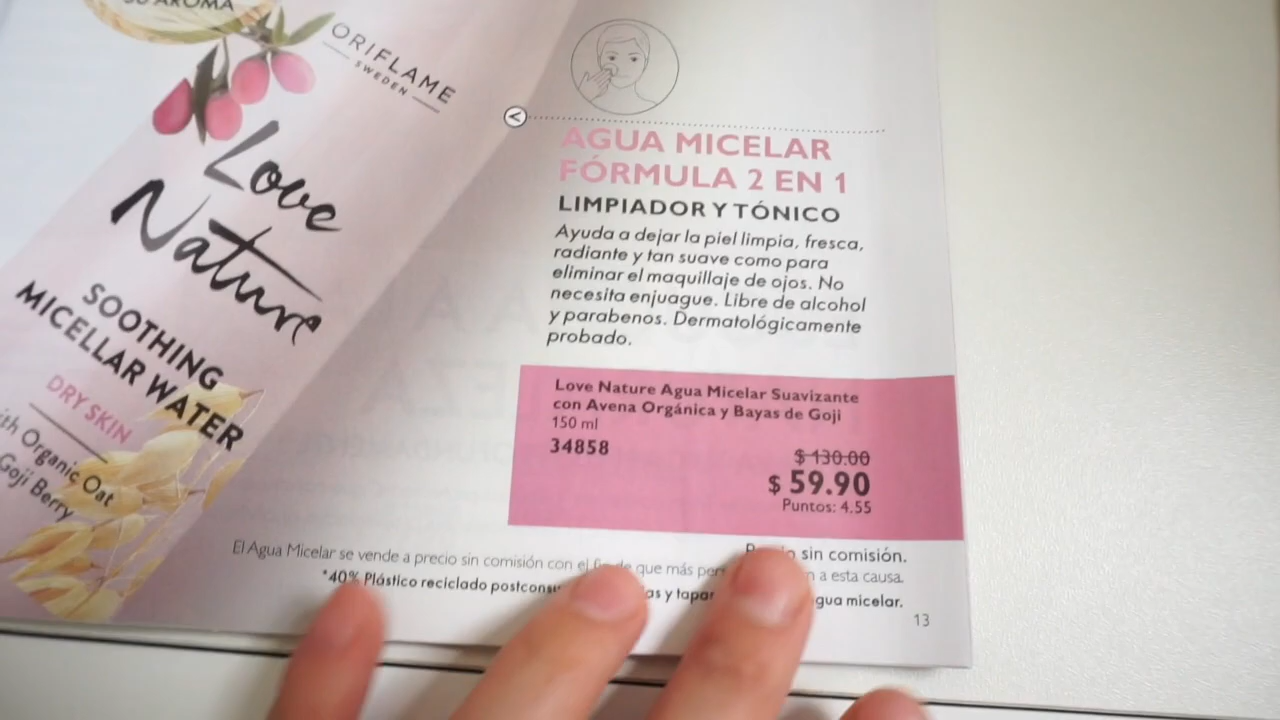 SU AROMA
ORIFLAME
SWEDEN
Love
Nature
SOOTHING
MICELLAR WATER
DRY SKIN
Organic Oat
Goji Berry
AGUA MICELAR
FÓRMULA 2 EN 1
LIMPIADOR Y TÓNICO
Ayuda a dejar la piel limpia, fresca,
radiante y tan suave como para
eliminar el maquillaje de ojos. No
necesita enjuague. Libre de alcohol
y parabenos. Dermatológicamente
probado.
Love Nature Agua Micelar Suavizante
con Avena Orgánica y Bayas de Goji
150 ml
34858
$ 130.00
$ 59.90
Puntos: 4.55
sin comisión.
El Agua Micelar se vende a precio sin comisión con el que más a esta causa.
*40% Plástico reciclado y micelar.
13